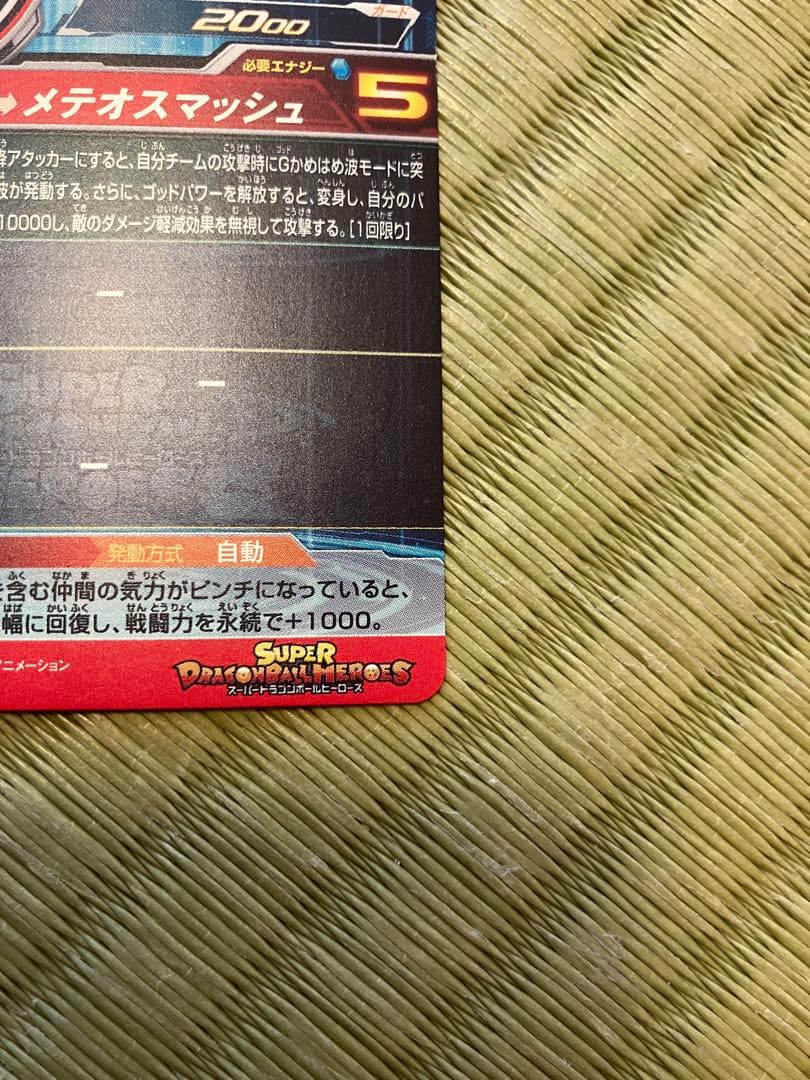 カード
2000
必要エナジー
5
メテオスマッシュ
アタッカーにすると、自分チームの攻撃時にGかめはめ波モードに突
が発動する。さらに、ゴッドパワーを解放すると、変身し、自分のパ
10000し、敵のダメージ軽減効果を無視して攻撃する。[1回限り]
ー
ー
ー
発動方式 自動
含む仲間の気力がピンチになっていると、
幅に回復し、戦闘力を永続で+1000。
ニメーション
SUPER
DRAGONBALL HEROES
スーパードラゴンボールヒーローズ